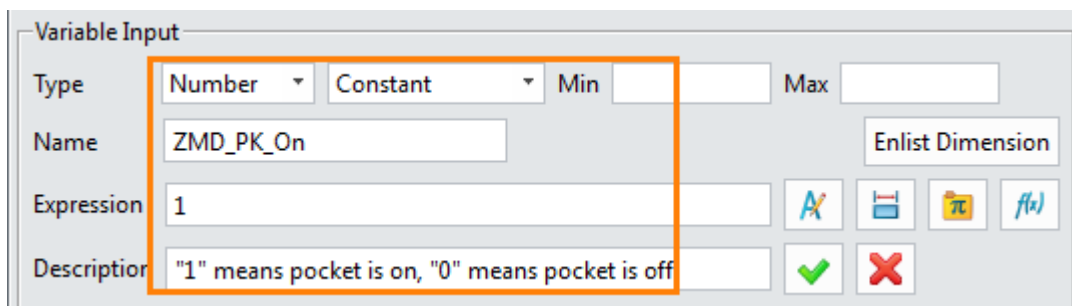 Variable Input
Type Number Constant Min Max
Name ZMD_PK_On Enlist Dimension
Expression 1 π f(x)
Description "1" means pocket is on, "0" means pocket is off